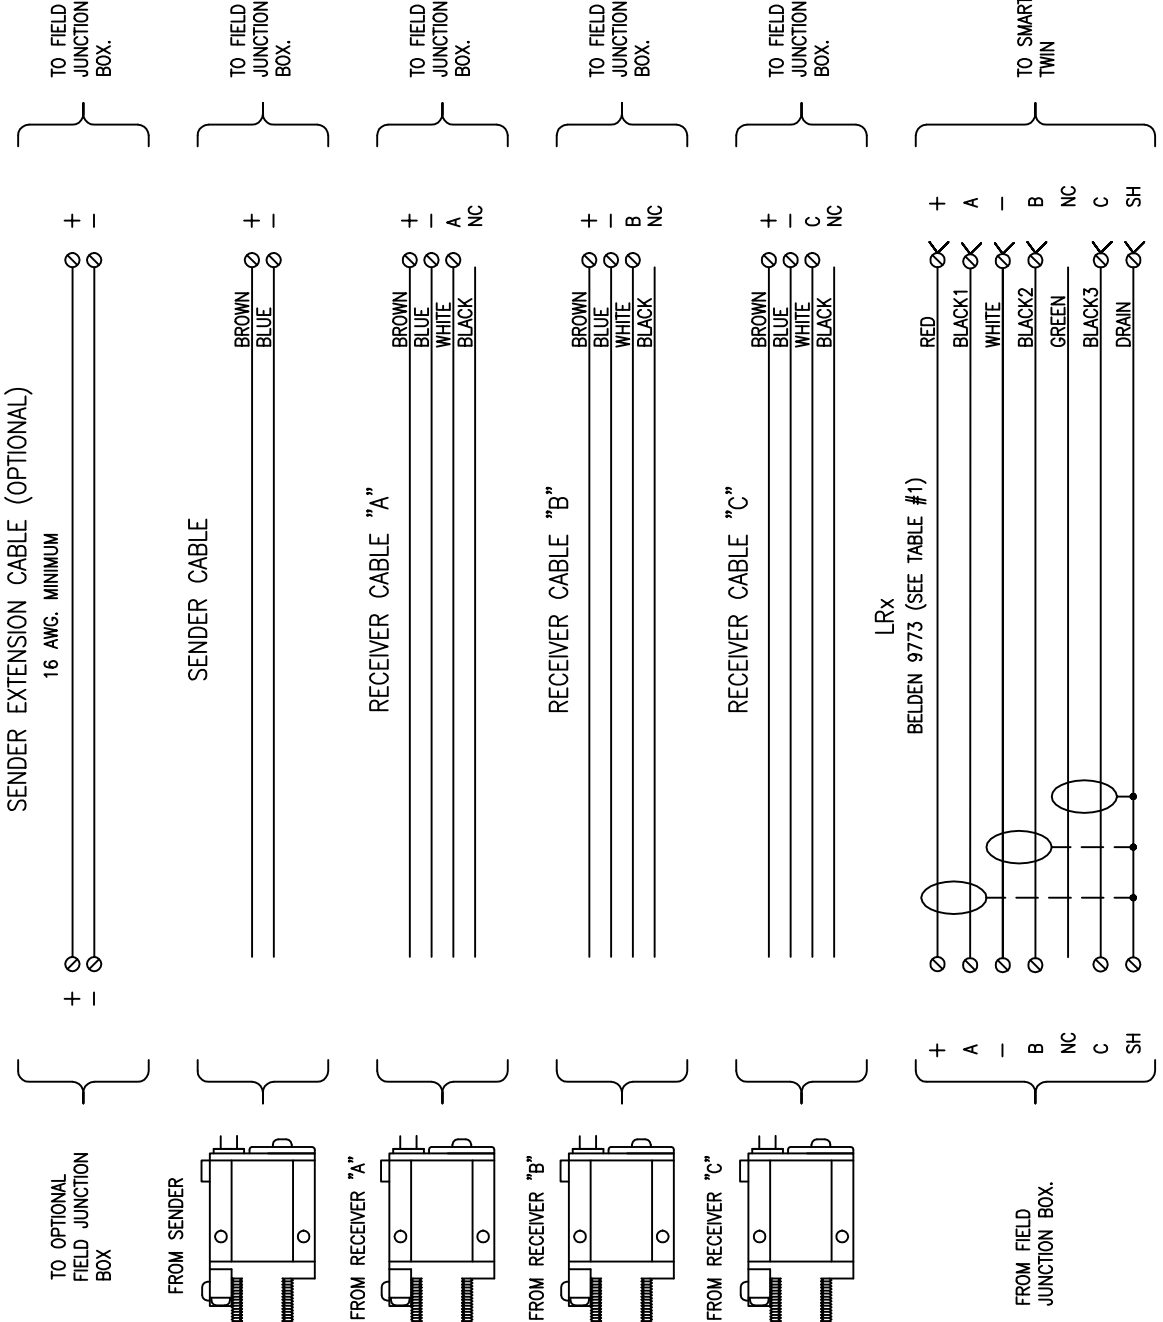 SENDER EXTENSION CABLE (OPTIONAL)
16 AWG. MINIMUM
TO OPTIONAL
FIELD JUNCTION
BOX
+
−
+
−
TO FIELD
JUNCTION
BOX.
SENDER CABLE
FROM SENDER
BROWN
BLUE
+
−
TO FIELD
JUNCTION
BOX.
RECEIVER CABLE "A"
FROM RECEIVER "A"
BROWN
BLUE
WHITE
BLACK
+
−
A
NC
TO FIELD
JUNCTION
BOX.
RECEIVER CABLE "B"
FROM RECEIVER "B"
BROWN
BLUE
WHITE
BLACK
+
−
B
NC
TO FIELD
JUNCTION
BOX.
RECEIVER CABLE "C"
FROM RECEIVER "C"
BROWN
BLUE
WHITE
BLACK
+
−
C
NC
TO FIELD
JUNCTION
BOX.
LRx
BELDEN 9773 (SEE TABLE #1)
FROM FIELD
JUNCTION BOX.
+
A
−
B
NC
C
SH
RED
BLACK1
WHITE
BLACK2
GREEN
BLACK3
DRAIN
+
A
−
B
NC
C
SH
TO SMART
TWIN